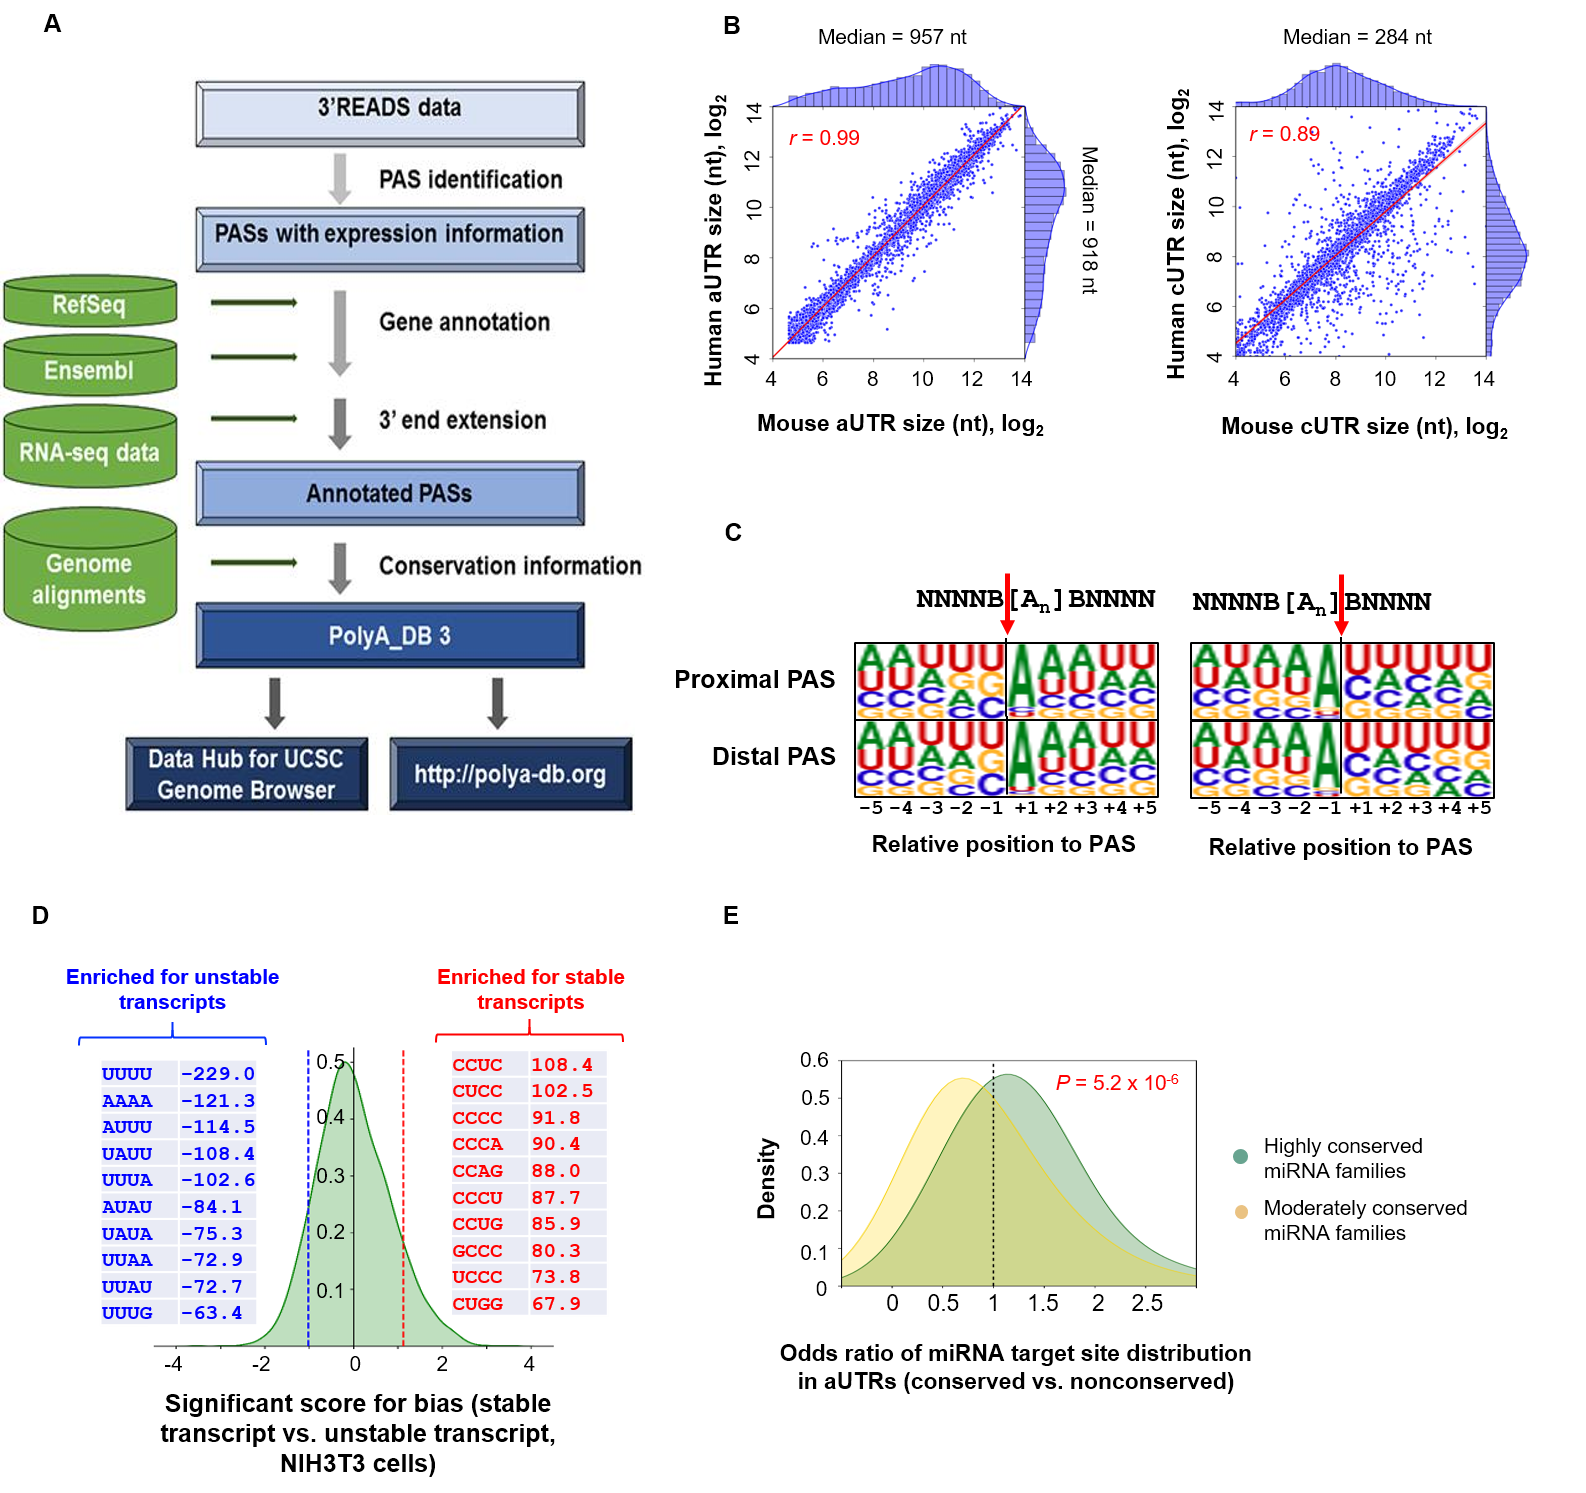 A
3’READS data
PAS identification
PASs with expression information
RefSeq
Gene annotation
Ensembl
3’ end extension
RNA-seq data
Annotated PASs
Genome
alignments
Conservation information
PolyA_DB 3
Data Hub for UCSC
Genome Browser
http://polya-db.org
B
Median = 957 nt
r = 0.99
Median = 918 nt
Human aUTR size (nt), log2
14
12
10
8
6
4
4 6 8 10 12 14
Mouse aUTR size (nt), log2
Median = 284 nt
r = 0.89
Human cUTR size (nt), log2
14
12
10
8
6
4
4 6 8 10 12 14
Mouse cUTR size (nt), log2
C
NNNNB[An]BNNNN
NNNNB[An]BNNNN
Proximal PAS
Distal PAS
-5 -4 -3 -2 -1 +1 +2 +3 +4 +5
-5 -4 -3 -2 -1 +1 +2 +3 +4 +5
Relative position to PAS
Relative position to PAS
D
Enriched for unstable
transcripts
UUUU -229.0
AAAA -121.3
AUUU -114.5
UAUU -108.4
UUUA -102.6
AUAU -84.1
UAUA -75.3
UUAA -72.9
UUAU -72.7
UUUG -63.4
Enriched for stable
transcripts
CCUC 108.4
CUCC 102.5
CCCC 91.8
CCCA 90.4
CCAG 88.0
CCCU 87.7
CCUG 85.9
GCCC 80.3
UCCC 73.8
CUGG 67.9
0.5
0.4
0.3
0.2
0.1
-4 -2 0 2 4
Significant score for bias (stable
transcript vs. unstable transcript,
NIH3T3 cells)
E
P = 5.2 x 10-6
Density
0.6
0.5
0.4
0.3
0.2
0.1
0
0 0.5 1 1.5 2 2.5
Odds ratio of miRNA target site distribution
in aUTRs (conserved vs. nonconserved)
Highly conserved
miRNA families
Moderately conserved
miRNA families